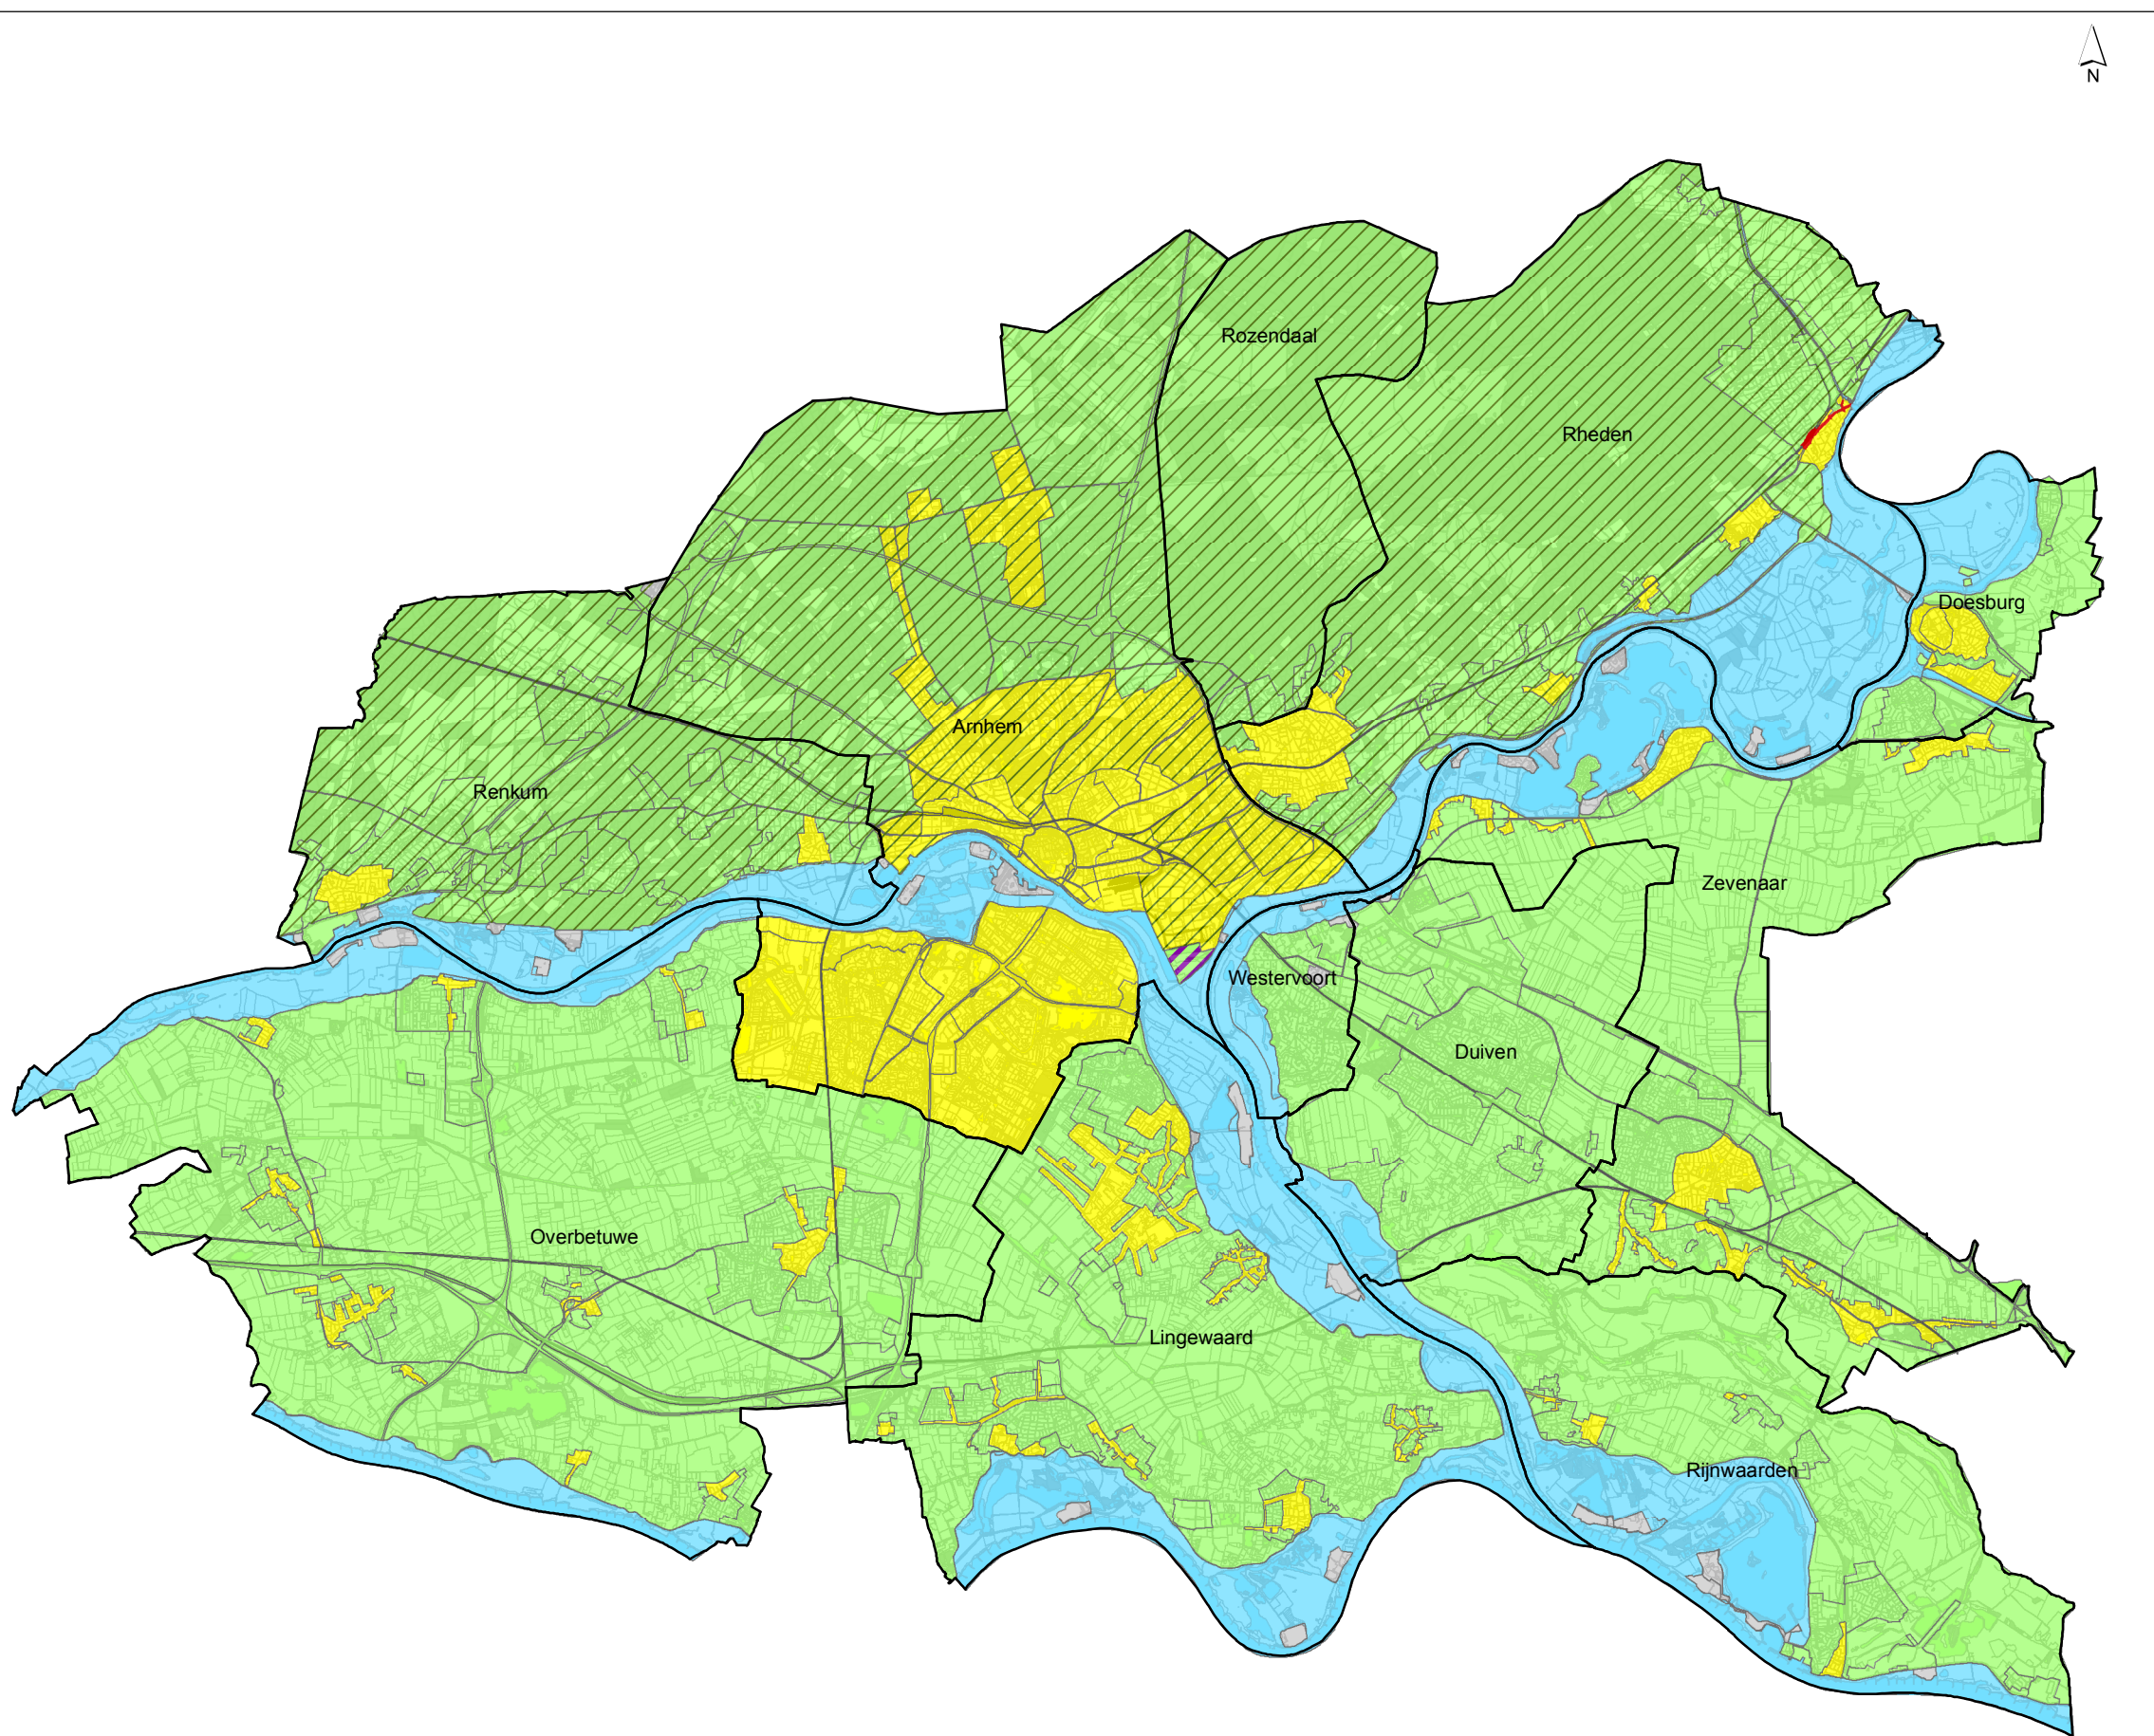 N
Rozendaal
Rheden
Doesburg
Arnhem
Renkum
Zevenaar
Westervoort
Duiven
Overbetuwe
Lingewaard
Rijnwaarden